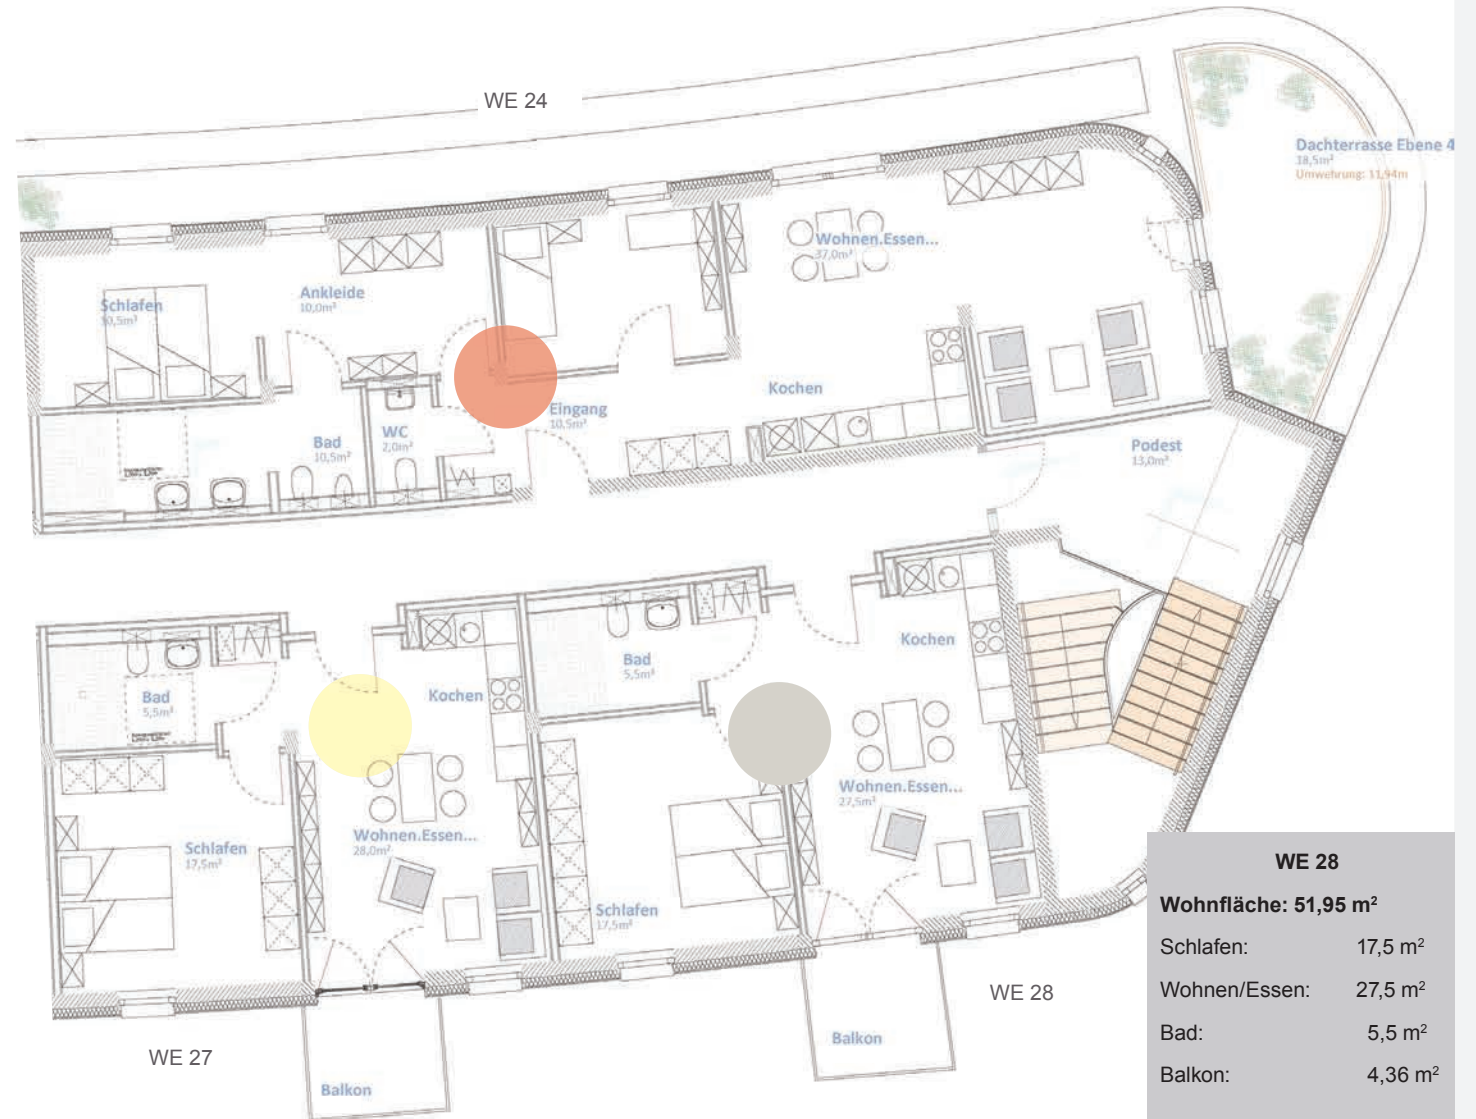 WE 24
Dachterrasse Ebene 4
18,5m²
Umwehrung: 11,94m
Wohnen.Essen...
37,0m²
Schlafen
10,5m²
Ankleide
10,0m²
Kochen
Eingang
10,5m²
WC
2,0m²
Bad
10,5m²
Podest
13,0m²
Kochen
Bad
5,5m²
Kochen
Bad
5,5m²
Wohnen.Essen...
27,5m²
Wohnen.Essen...
28,0m²
Schlafen
17,5m²
Schlafen
17,5m²
WE 28
WE 27
Balkon
Balkon
WE 28
Wohnfläche: 51,95 m²
Schlafen: 17,5 m²
Wohnen/Essen: 27,5 m²
Bad: 5,5 m²
Balkon: 4,36 m²